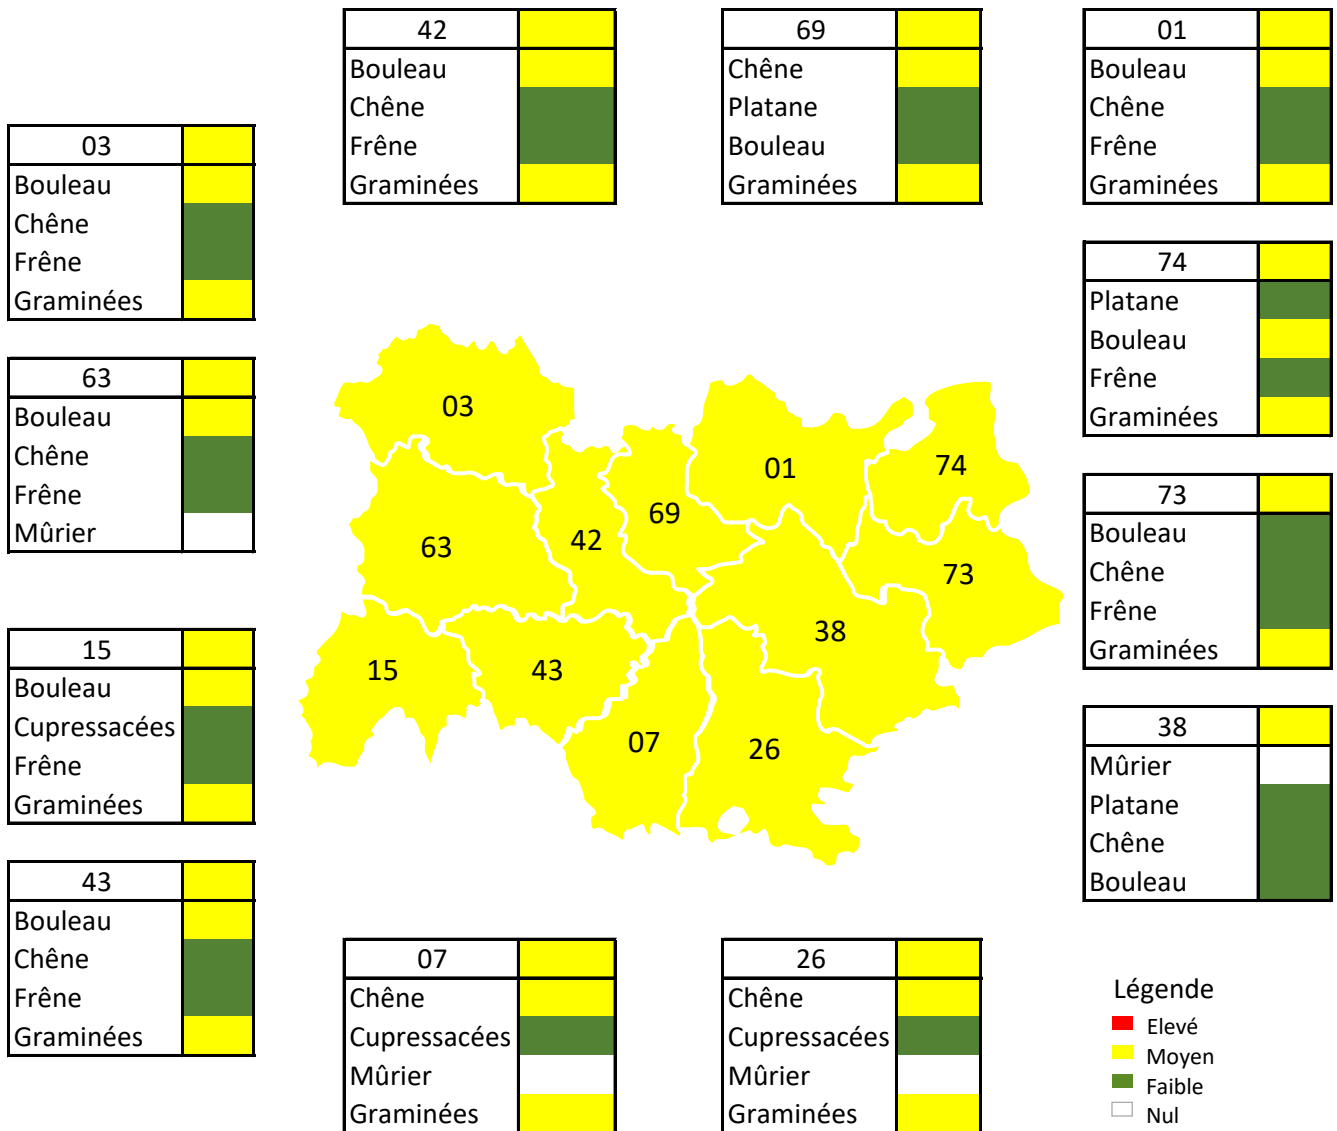 42
Bouleau
Chêne
Frêne
Graminées
69
Chêne
Platane
Bouleau
Graminées
01
Bouleau
Chêne
Frêne
Graminées
03
Bouleau
Chêne
Frêne
Graminées
74
Platane
Bouleau
Frêne
Graminées
63
Bouleau
Chêne
Frêne
Mûrier
73
Bouleau
Chêne
Frêne
Graminées
15
Bouleau
Cupressacées
Frêne
Graminées
38
Mûrier
Platane
Chêne
Bouleau
43
Bouleau
Chêne
Frêne
Graminées
03
01
74
69
42
63
73
38
15
43
07
26
07
Chêne
Cupressacées
Mûrier
Graminées
26
Chêne
Cupressacées
Mûrier
Graminées
Légende
Elevé
Moyen
Faible
Nul